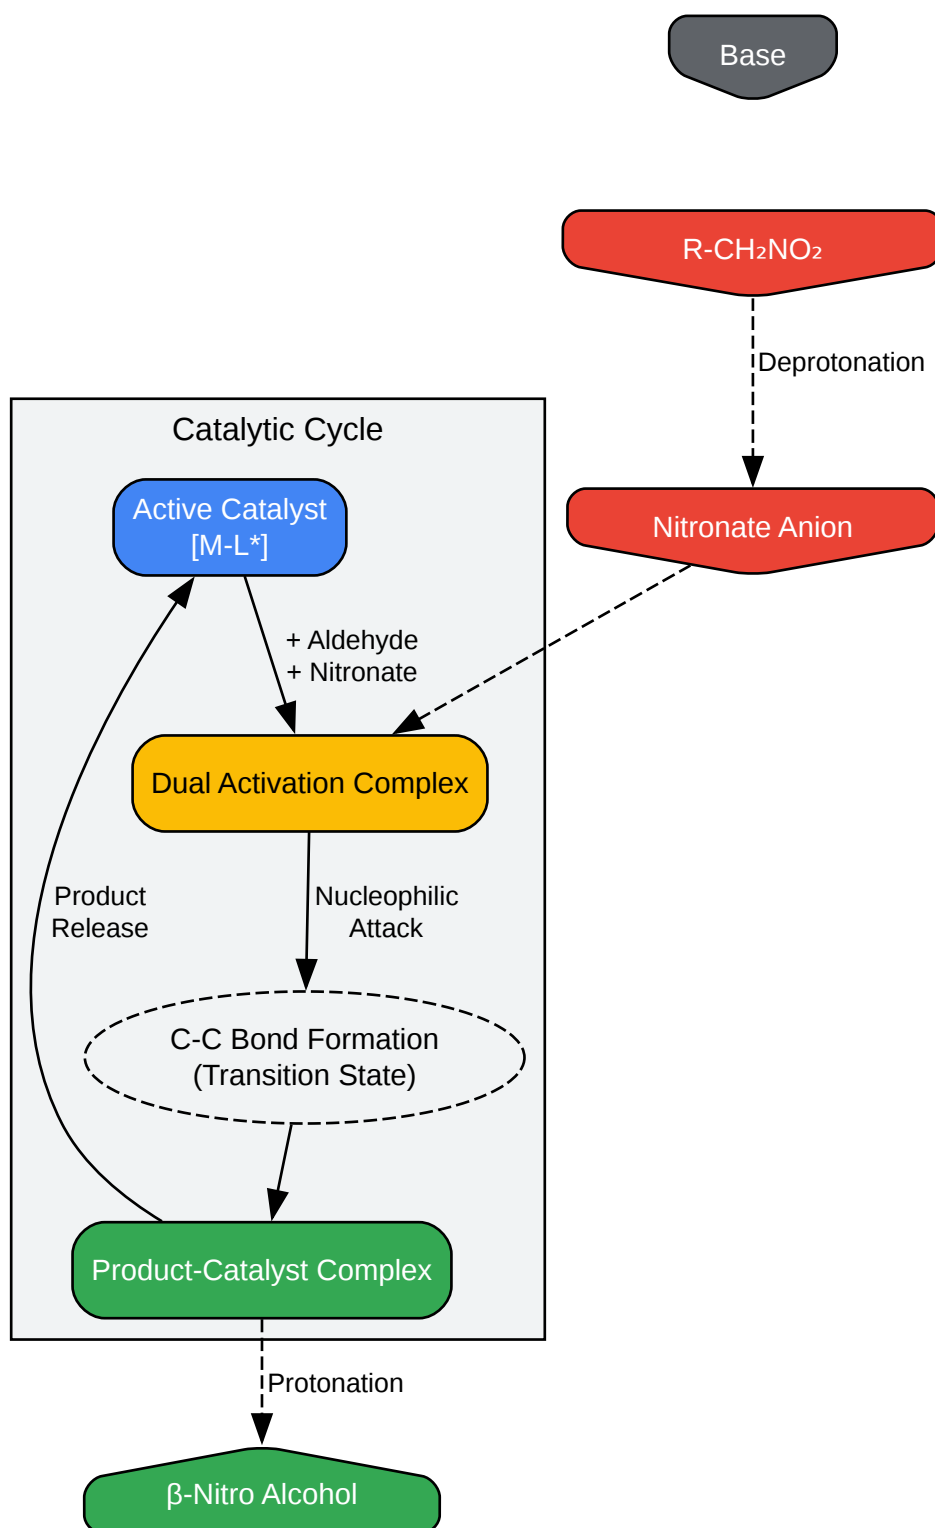 Base
R-CH₂NO₂
Deprotonation
Catalytic Cycle
Active Catalyst
[M-L*]
Nitronate Anion
+ Aldehyde
+ Nitronate
Dual Activation Complex
Product
Release
Nucleophilic
Attack
C-C Bond Formation
(Transition State)
Product-Catalyst Complex
Protonation
β-Nitro Alcohol